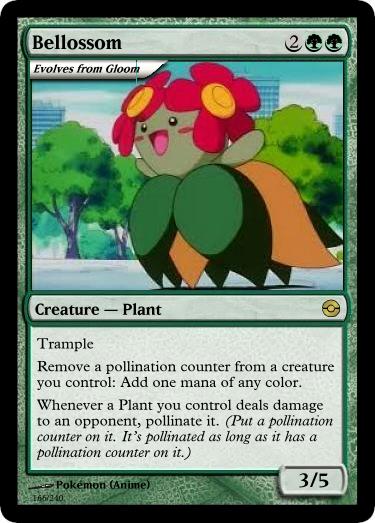 Bellossom 2
Evolves from Gloom
Creature — Plant
Trample
Remove a pollination counter from a creature
you control: Add one mana of any color.
Whenever a Plant you control deals damage
to an opponent, pollinate it. (Put a pollination
counter on it. It's pollinated as long as it has a
pollination counter on it.)
3/5
Pokémon (Anime)
166/240